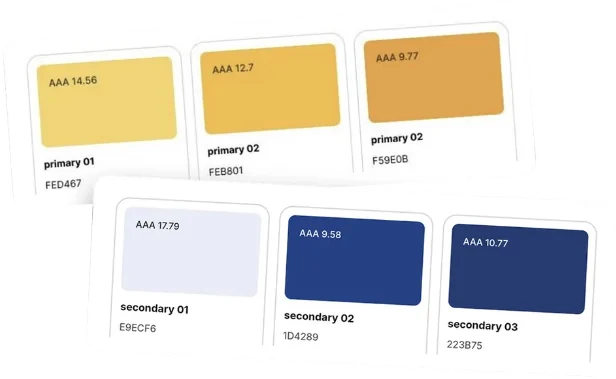 AAA 14.56
primary 01
FED467
AAA 12.7
primary 02
FEB801
AAA 9.77
primary 02
F59E0B
AAA 17.79
secondary 01
E9ECF6
AAA 9.58
secondary 02
1D4289
AAA 10.77
secondary 03
223B75